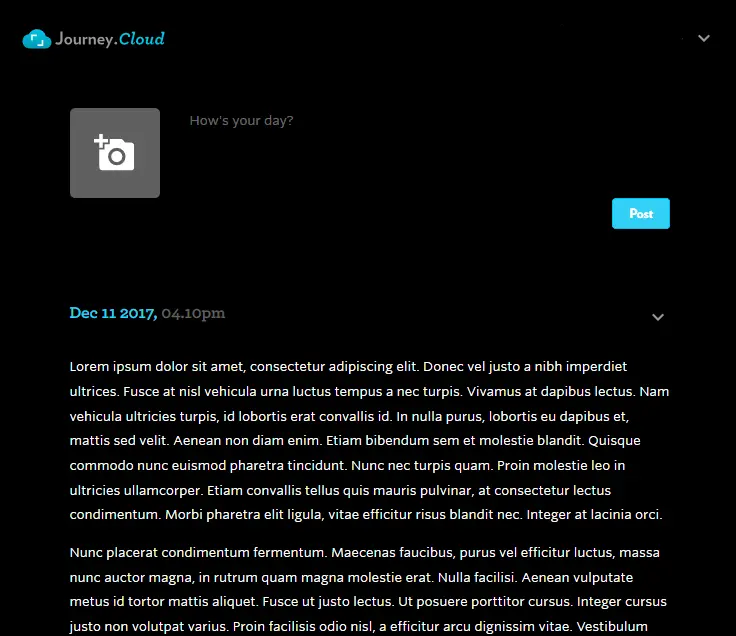 Journey.Cloud
How's your day?
Post
Dec 11 2017, 04.10pm
Lorem ipsum dolor sit amet, consectetur adipiscing elit. Donec vel justo a nibh imperdiet
ultrices. Fusce at nisl vehicula urna luctus tempus a nec turpis. Vivamus at dapibus lectus. Nam
vehicula ultricies turpis, id lobortis erat convallis id. In nulla purus, lobortis eu dapibus et,
mattis sed velit. Aenean non diam enim. Etiam bibendum sem et molestie blandit. Quisque
commodo nunc euismod pharetra tincidunt. Nunc nec turpis quam. Proin molestie leo in
ultricies ullamcorper. Etiam convallis tellus quis mauris pulvinar, at consectetur lectus
condimentum. Morbi pharetra elit ligula, vitae efficitur risus blandit nec. Integer at lacinia orci.
Nunc placerat condimentum fermentum. Maecenas faucibus, purus vel efficitur luctus, massa
nunc auctor magna, in rutrum quam magna molestie erat. Nulla facilisi. Aenean vulputate
metus id tortor mattis aliquet. Fusce ut justo lectus. Ut posuere porttitor cursus. Integer cursus
justo non volutpat varius. Proin facilisis odio nisl, a efficitur arcu dignissim vitae. Vestibulum